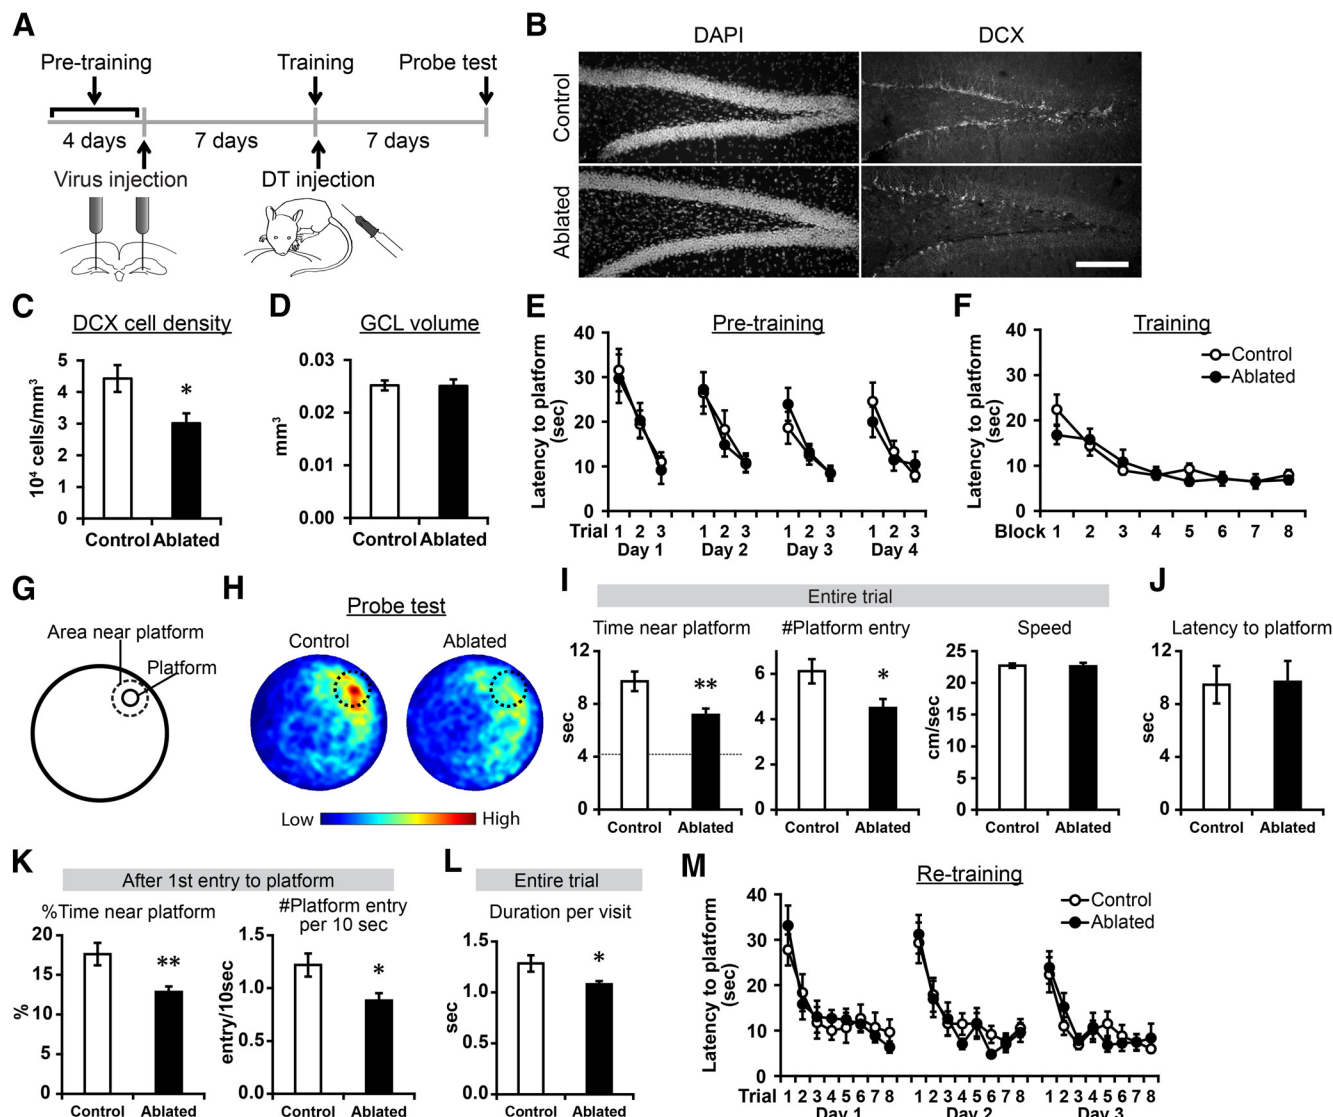 A
Pre-training
Training
Probe test
4 days
7 days
7 days
Virus injection
DT injection
B
DAPI
DCX
Control
Ablated
C
DCX cell density
10⁴ cells/mm³
5
4
3
2
1
0
*
Control Ablated
D
GCL volume
mm³
0.03
0.02
0.01
0.00
Control Ablated
E
Pre-training
Latency to platform
(sec)
40
30
20
10
0
Trial 1 2 3 1 2 3 1 2 3 1 2 3
Day 1 Day 2 Day 3 Day 4
F
Training
Latency to platform
(sec)
40
30
20
10
0
Control
Ablated
Block 1 2 3 4 5 6 7 8
G
Area near platform
Platform
H
Probe test
Control Ablated
Low High
I
Entire trial
Time near platform
sec
12
8
4
0
**
Control Ablated
#Platform entry
6
4
2
0
*
Control Ablated
Speed
cm/sec
25
20
15
10
5
0
Control Ablated
J
Latency to platform
sec
12
8
4
0
Control Ablated
K
After 1st entry to platform
%Time near platform
%
20
15
10
5
0
**
Control Ablated
#Platform entry
per 10 sec
entry/10sec
1.5
1.0
0.5
0.0
*
Control Ablated
L
Entire trial
Duration per visit
sec
1.5
1.0
0.5
0.0
*
Control Ablated
M
Re-training
Latency to platform
(sec)
40
30
20
10
0
Control
Ablated
Trial 1 2 3 4 5 6 7 8 1 2 3 4 5 6 7 8 1 2 3 4 5 6 7 8
Day 1 Day 2 Day 3